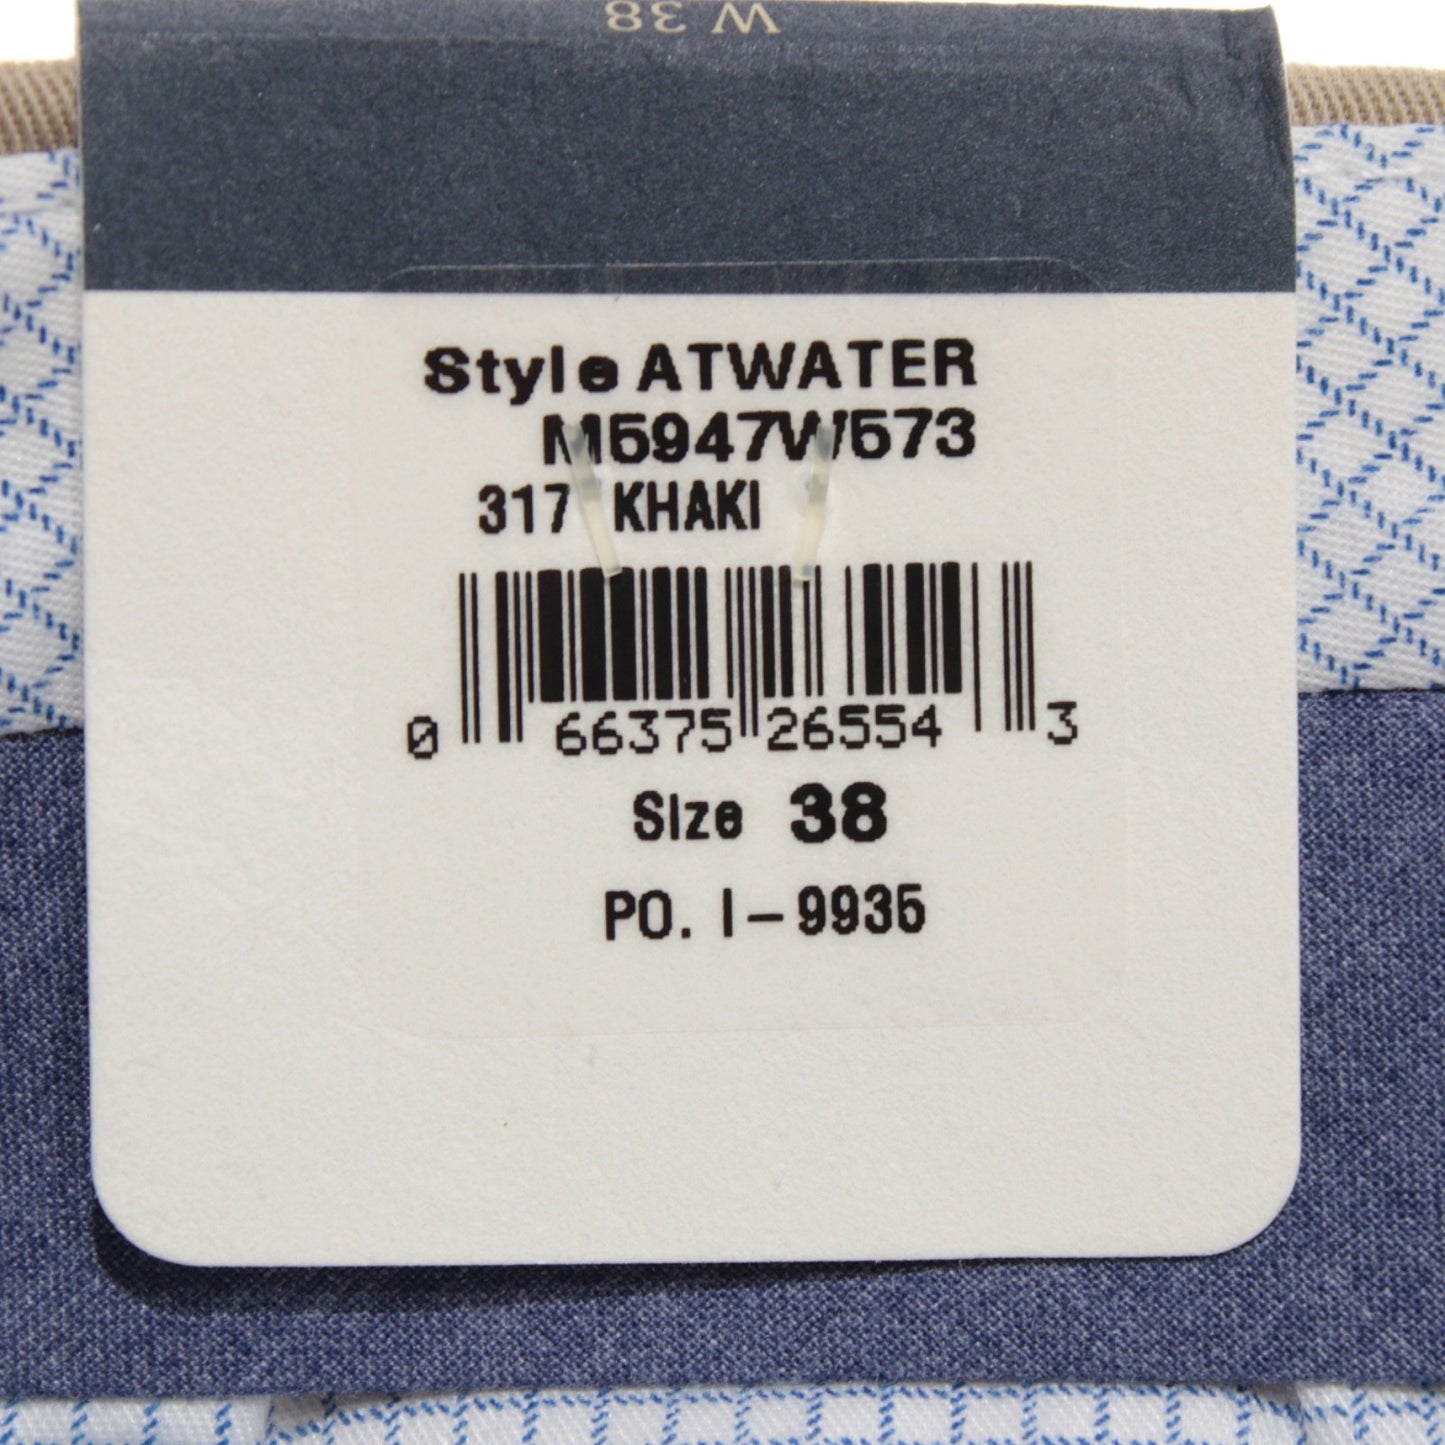 W 38
Style ATWATER
M5947W573
317 KHAKI
0 66375 26554 3
Size 38
PO. I-9935